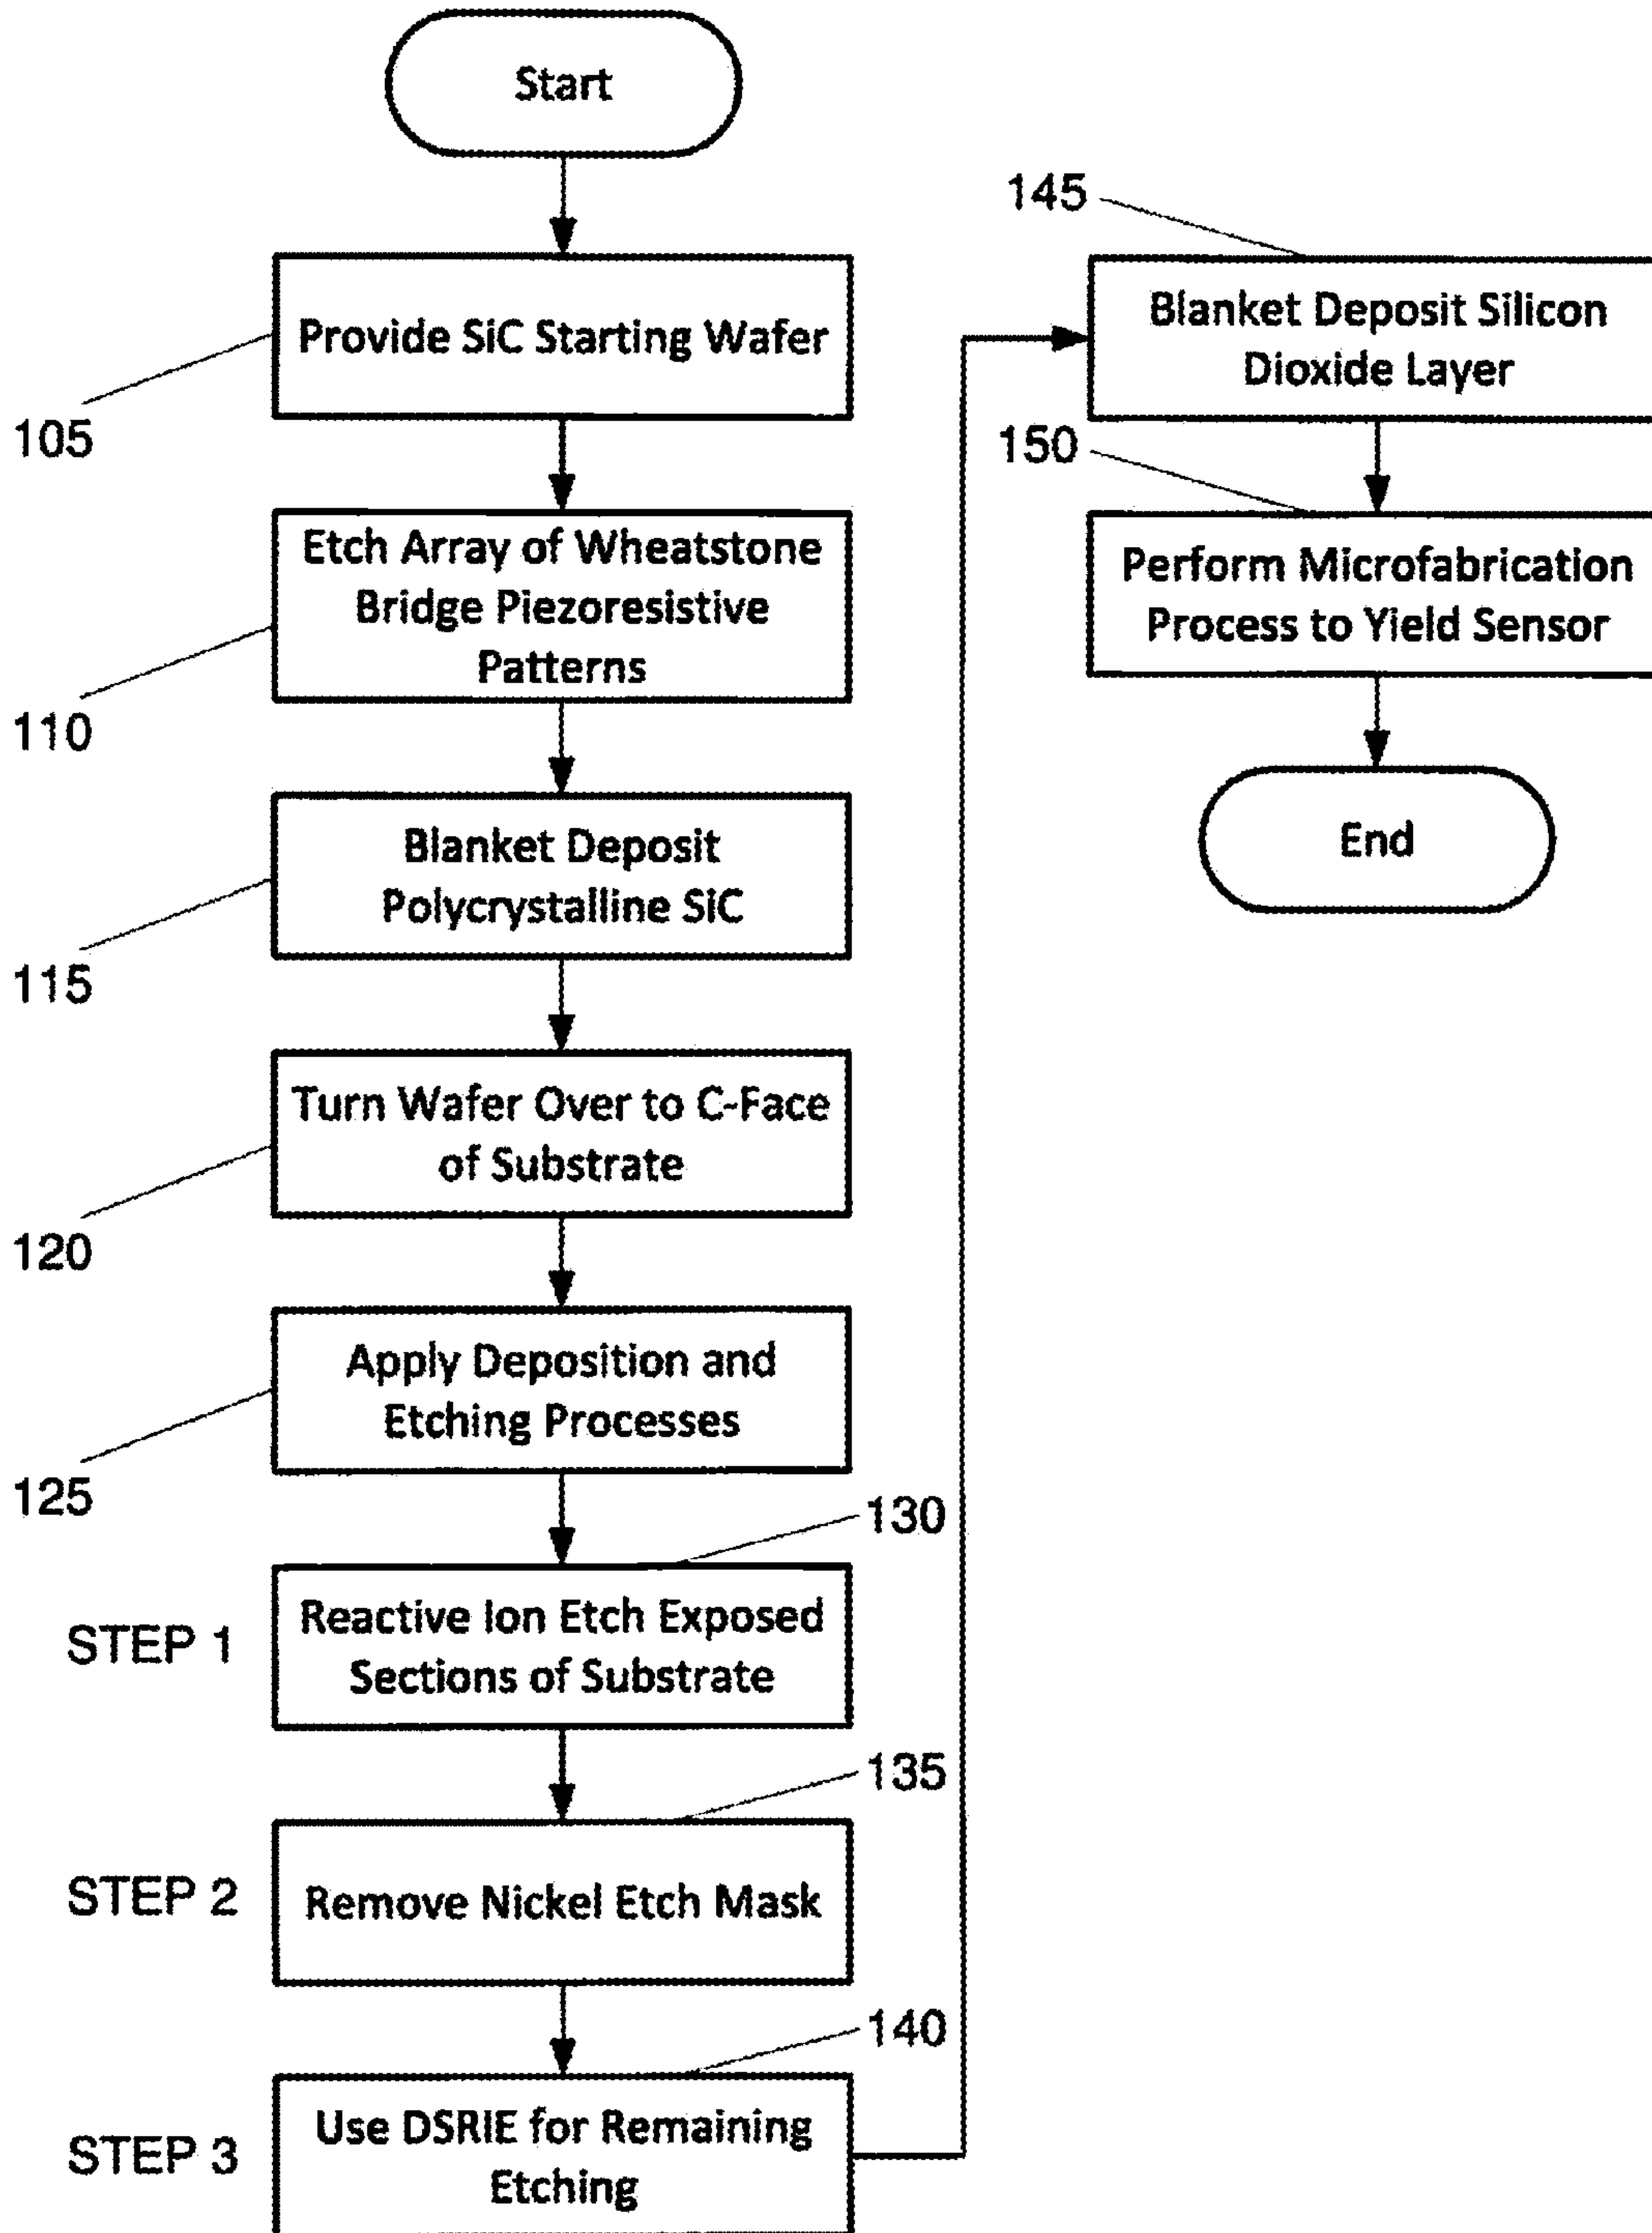 Start
Provide SiC Starting Wafer
105
Etch Array of Wheatstone
Bridge Piezoresistive
Patterns
110
Blanket Deposit
Polycrystalline SiC
115
Turn Wafer Over to C-Face
of Substrate
120
Apply Deposition and
Etching Processes
125
130
STEP 1
Reactive Ion Etch Exposed
Sections of Substrate
135
STEP 2
Remove Nickel Etch Mask
140
STEP 3
Use DSRIE for Remaining
Etching
145
Blanket Deposit Silicon
Dioxide Layer
150
Perform Microfabrication
Process to Yield Sensor
End